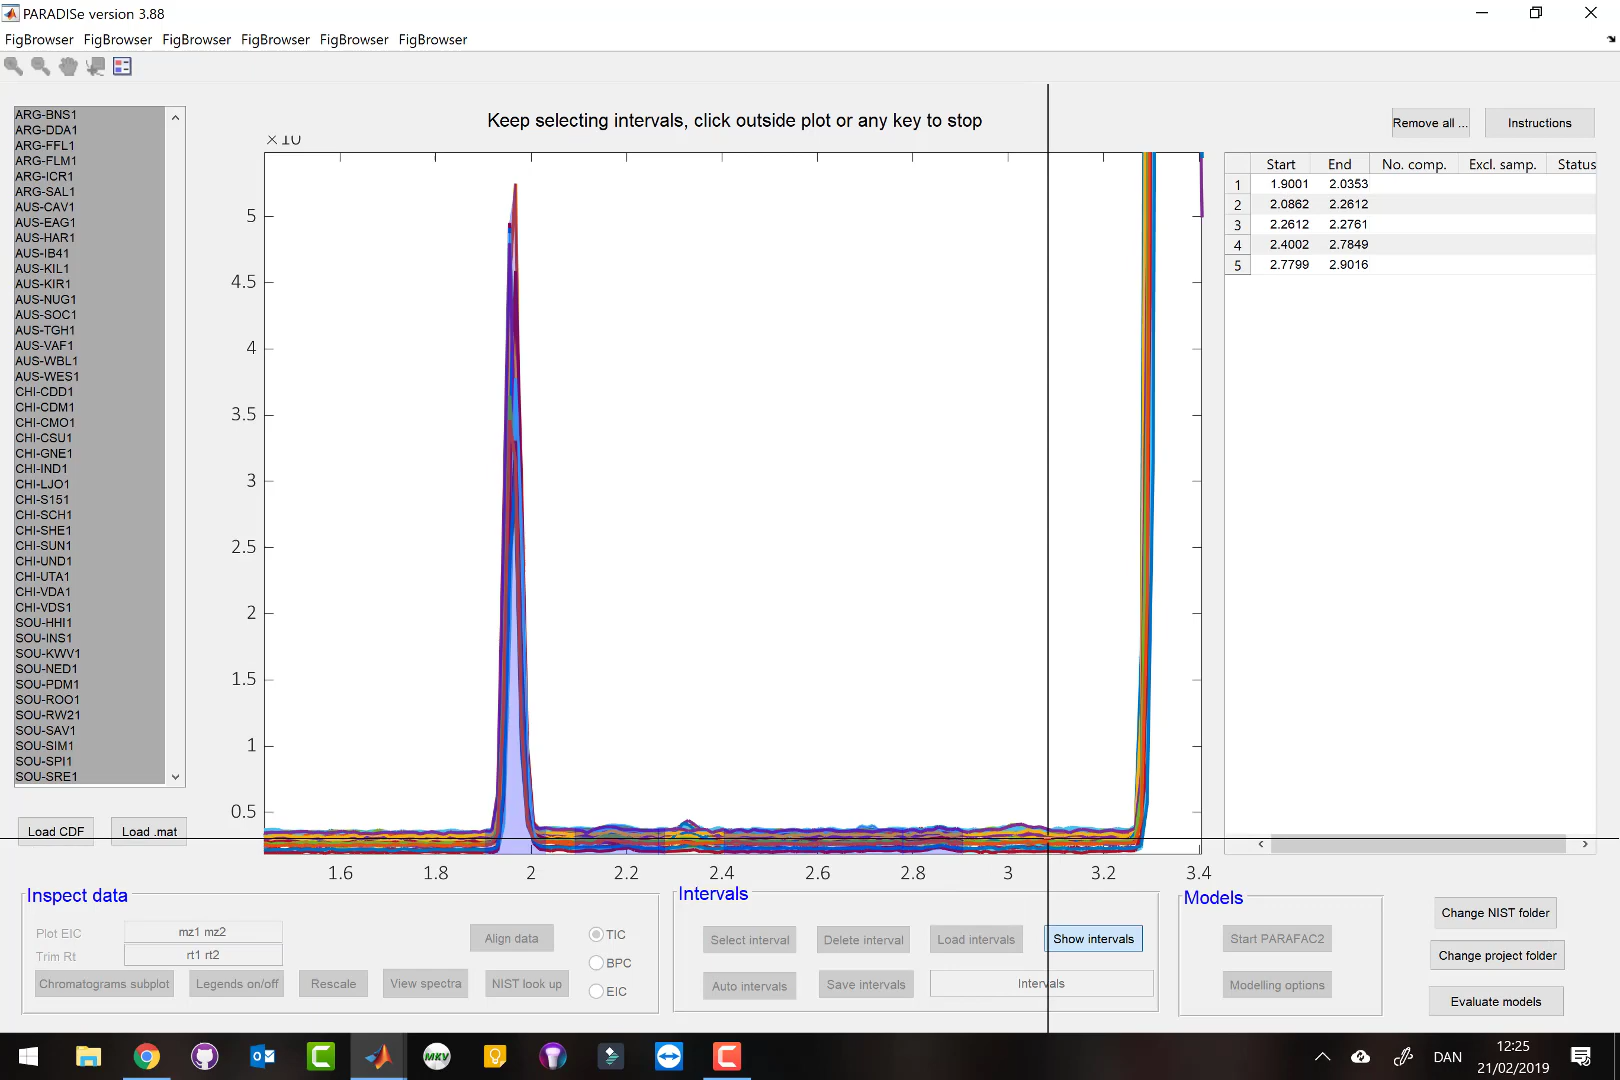 PARADISe version 3.88
FigBrowser FigBrowser FigBrowser FigBrowser FigBrowser FigBrowser
ARG-BNS1
ARG-DDA1
ARG-FFL1
ARG-FLM1
ARG-ICR1
ARG-SAL1
AUS-CAV1
AUS-EAG1
AUS-HAR1
AUS-IB41
AUS-KIL1
AUS-KIR1
AUS-NUG1
AUS-SOC1
AUS-TGH1
AUS-VAF1
AUS-WBL1
AUS-WES1
CHI-CDD1
CHI-CDM1
CHI-CMO1
CHI-CSU1
CHI-GNE1
CHI-IND1
CHI-LJO1
CHI-S151
CHI-SCH1
CHI-SHE1
CHI-SUN1
CHI-UND1
CHI-UTA1
CHI-VDA1
CHI-VDS1
SOU-HHI1
SOU-INS1
SOU-KWV1
SOU-NED1
SOU-PDM1
SOU-ROO1
SOU-RW21
SOU-SAV1
SOU-SIM1
SOU-SPI1
SOU-SRE1
Load CDF Load .mat
Keep selecting intervals, click outside plot or any key to stop
×10
5
4.5
4
3.5
3
2.5
2
1.5
1
0.5
1.6 1.8 2 2.2 2.4 2.6 2.8 3 3.2 3.4
Remove all ... Instructions
Start End No. comp. Excl. samp. Status
1 1.9001 2.0353
2 2.0862 2.2612
3 2.2612 2.2761
4 2.4002 2.7849
5 2.7799 2.9016
Inspect data
Plot EIC mz1 mz2
Trim Rt rt1 rt2
Align data
TIC
BPC
EIC
Chromatograms subplot Legends on/off Rescale View spectra NIST look up
Intervals
Select interval Delete interval Load intervals Show intervals
Auto intervals Save intervals Intervals
Models
Start PARAFAC2
Modelling options
Change NIST folder
Change project folder
Evaluate models
MKV
DAN
12:25
21/02/2019